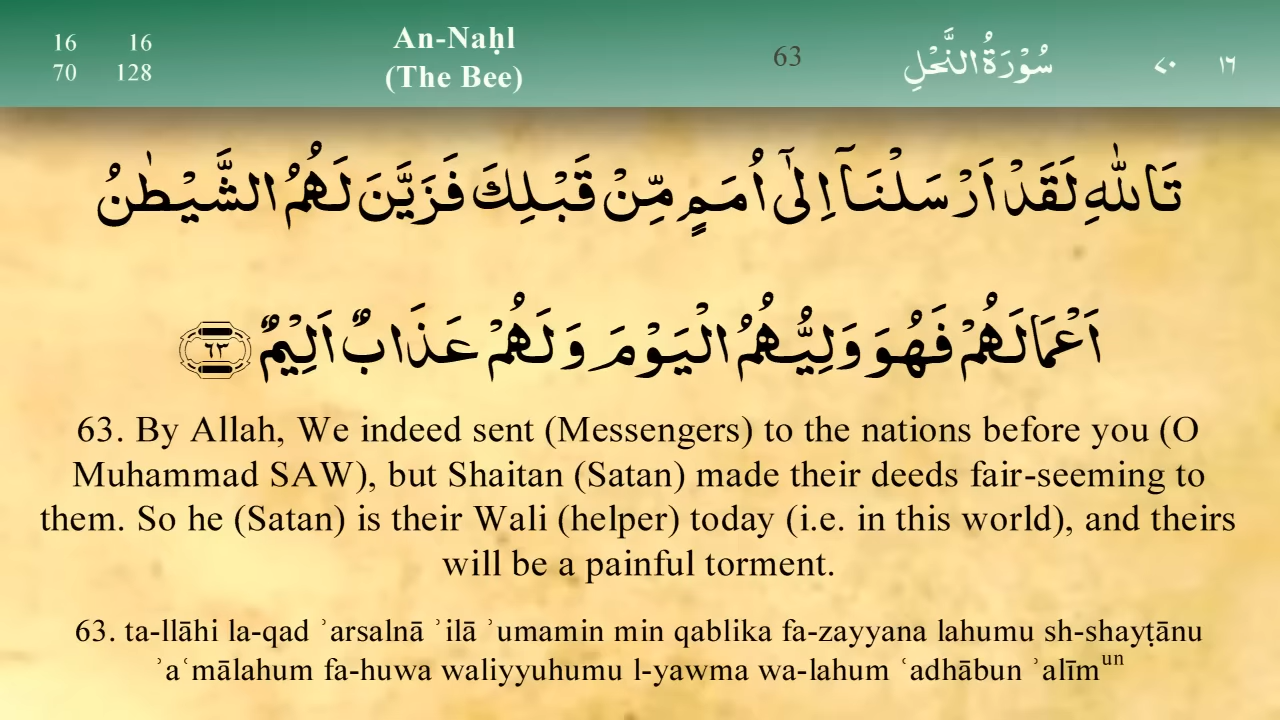 16 16
70 128
An-Naḥl
(The Bee)
63
سُوْرَةُ النَّحْلِ
٧٠ ١٦
تَاللّٰهِ لَقَدْ اَرْسَلْنَاۤ اِلٰۤى اُمَمٍ مِّنْ قَبْلِكَ فَزَيَّنَ لَهُمُ الشَّيْطٰنُ
اَعْمَالَهُمْ فَهُوَ وَلِيُّهُمُ الْيَوْمَ وَلَهُمْ عَذَابٌ اَلِيْمٌ ٦٣
63. By Allah, We indeed sent (Messengers) to the nations before you (O
Muhammad SAW), but Shaitan (Satan) made their deeds fair-seeming to
them. So he (Satan) is their Wali (helper) today (i.e. in this world), and theirs
will be a painful torment.
63. ta-llāhi la-qad ʾarsalnā ʾilā ʾumamin min qablika fa-zayyana lahumu sh-shayṭānu
ʾaʿmālahum fa-huwa waliyyuhumu l-yawma wa-lahum ʿadhābun ʾalīmun